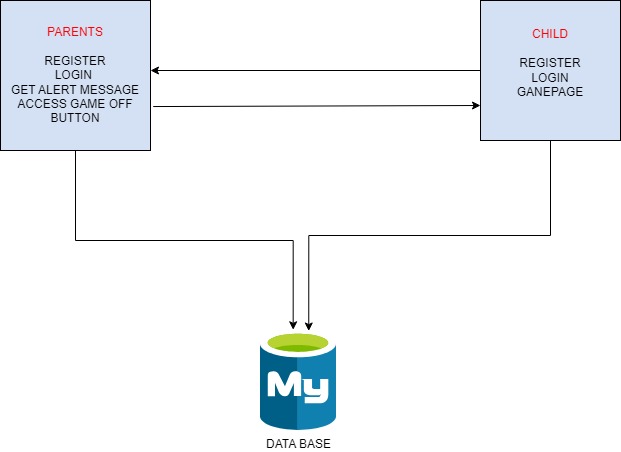 PARENTS
REGISTER
LOGIN
GET ALERT MESSAGE
ACCESS GAME OFF
BUTTON
CHILD
REGISTER
LOGIN
GANEPAGE
My
DATA BASE